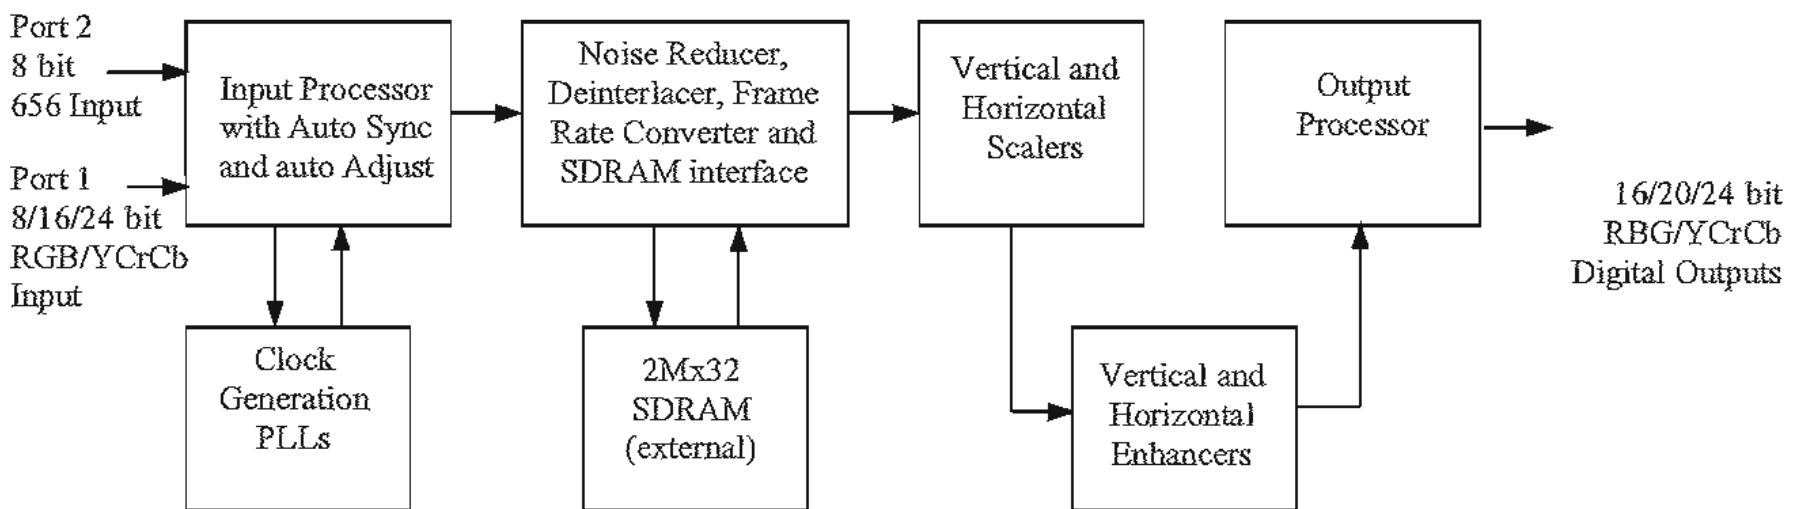 Port 2
8 bit
656 Input
Port 1
8/16/24 bit
RGB/YCrCb
Input
Input Processor
with Auto Sync
and auto Adjust
Noise Reducer,
Deinterlacer, Frame
Rate Converter and
SDRAM interface
Vertical and
Horizontal
Scalers
Output
Processor
16/20/24 bit
RBG/YCrCb
Digital Outputs
Clock
Generation
PLLs
2Mx32
SDRAM
(external)
Vertical and
Horizontal
Enhancers